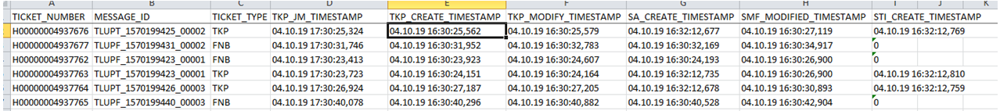 A B C D E F G H I J K
TICKET_NUMBER MESSAGE_ID TICKET_TYPE TKP_JM_TIMESTAMP TKP_CREATE_TIMESTAMP TKP_MODIFY_TIMESTAMP SA_CREATE_TIMESTAMP SMF_MODIFIED_TIMESTAMP STI_CREATE_TIMESTAMP
H00000004937676 TLUPT_1570199425_00002 TKP 04.10.19 17:30:25,324 04.10.19 16:30:25,562 04.10.19 16:30:25,579 04.10.19 16:32:12,677 04.10.19 16:30:27,119 04.10.19 16:32:12,769
H00000004937677 TLUPF_1570199431_00002 FNB 04.10.19 17:30:31,746 04.10.19 16:30:31,952 04.10.19 16:30:32,783 04.10.19 16:30:32,169 04.10.19 16:30:34,917 0
H00000004937762 TLUPF_1570199423_00001 FNB 04.10.19 17:30:23,413 04.10.19 16:30:23,923 04.10.19 16:30:24,607 04.10.19 16:30:24,193 04.10.19 16:30:26,900 0
H00000004937763 TLUPT_1570199423_00001 TKP 04.10.19 17:30:23,723 04.10.19 16:30:24,151 04.10.19 16:30:24,164 04.10.19 16:32:12,735 04.10.19 16:30:26,900 04.10.19 16:32:12,810
H00000004937764 TLUPT_1570199426_00003 TKP 04.10.19 17:30:26,924 04.10.19 16:30:27,187 04.10.19 16:30:27,205 04.10.19 16:32:12,678 04.10.19 16:30:30,893 04.10.19 16:32:12,759
H00000004937765 TLUPF_1570199440_00003 FNB 04.10.19 17:30:40,078 04.10.19 16:30:40,296 04.10.19 16:30:40,882 04.10.19 16:30:40,528 04.10.19 16:30:42,904 0